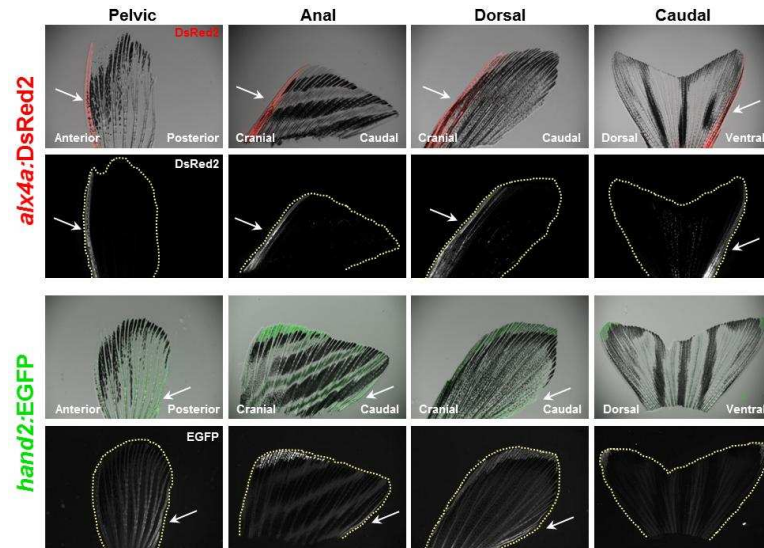 Pelvic Anal Dorsal Caudal
alx4a:DsRed2
DsRed2
Anterior Posterior Cranial Caudal Cranial Caudal Dorsal Ventral
DsRed2
hand2:EGFP
Anterior Posterior Cranial Caudal Cranial Caudal Dorsal Ventral
EGFP